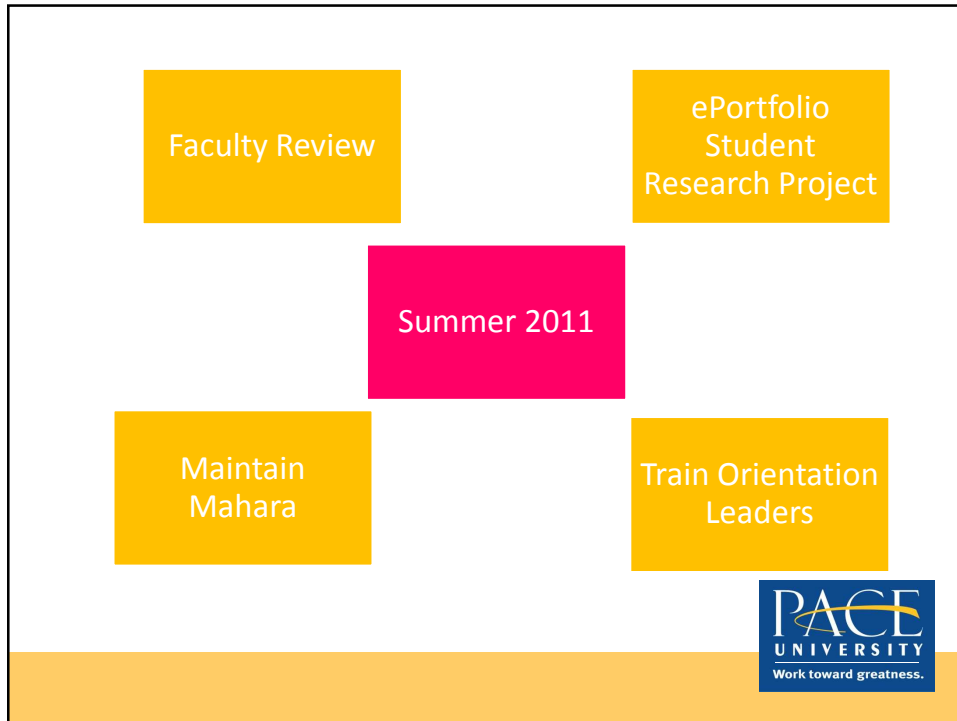 Faculty Review
ePortfolio
Student
Research Project
Summer 2011
Maintain
Mahara
Train Orientation
Leaders
PACE
UNIVERSITY
Work toward greatness.